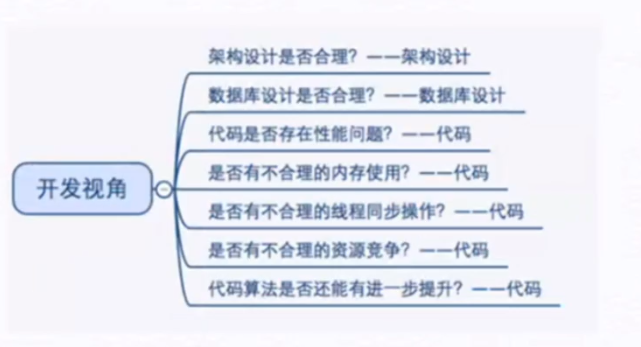 架构设计是否合理？——架构设计
数据库设计是否合理？——数据库设计
代码是否存在性能问题？——代码
开发视角
是否有不合理的内存使用？——代码
是否有不合理的线程同步操作？——代码
是否有不合理的资源竞争？——代码
代码算法是否还能有进一步提升？——代码